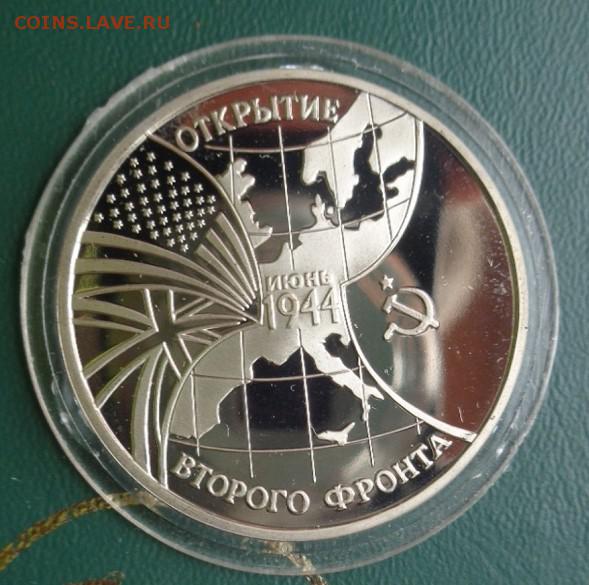 COINS.LAVE.RU
ОТКРЫТИЕ
ИЮНЬ
1944
ВТОРОГО ФРОНТА